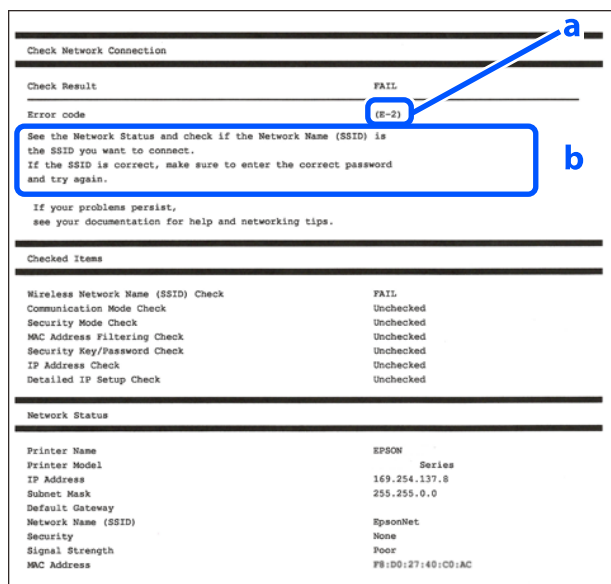 a
Check Network Connection
Check Result FAIL
Error code (E-2)
See the Network Status and check if the Network Name (SSID) is
the SSID you want to connect.
If the SSID is correct, make sure to enter the correct password
and try again.
b
If your problems persist,
see your documentation for help and networking tips.
Checked Items
Wireless Network Name (SSID) Check FAIL
Communication Mode Check Unchecked
Security Mode Check Unchecked
MAC Address Filtering Check Unchecked
Security Key/Password Check Unchecked
IP Address Check Unchecked
Detailed IP Setup Check Unchecked
Network Status
Printer Name EPSON
Printer Model Series
IP Address 169.254.137.8
Subnet Mask 255.255.0.0
Default Gateway
Network Name (SSID) EpsonNet
Security None
Signal Strength Poor
MAC Address F8:D0:27:40:C0:AC